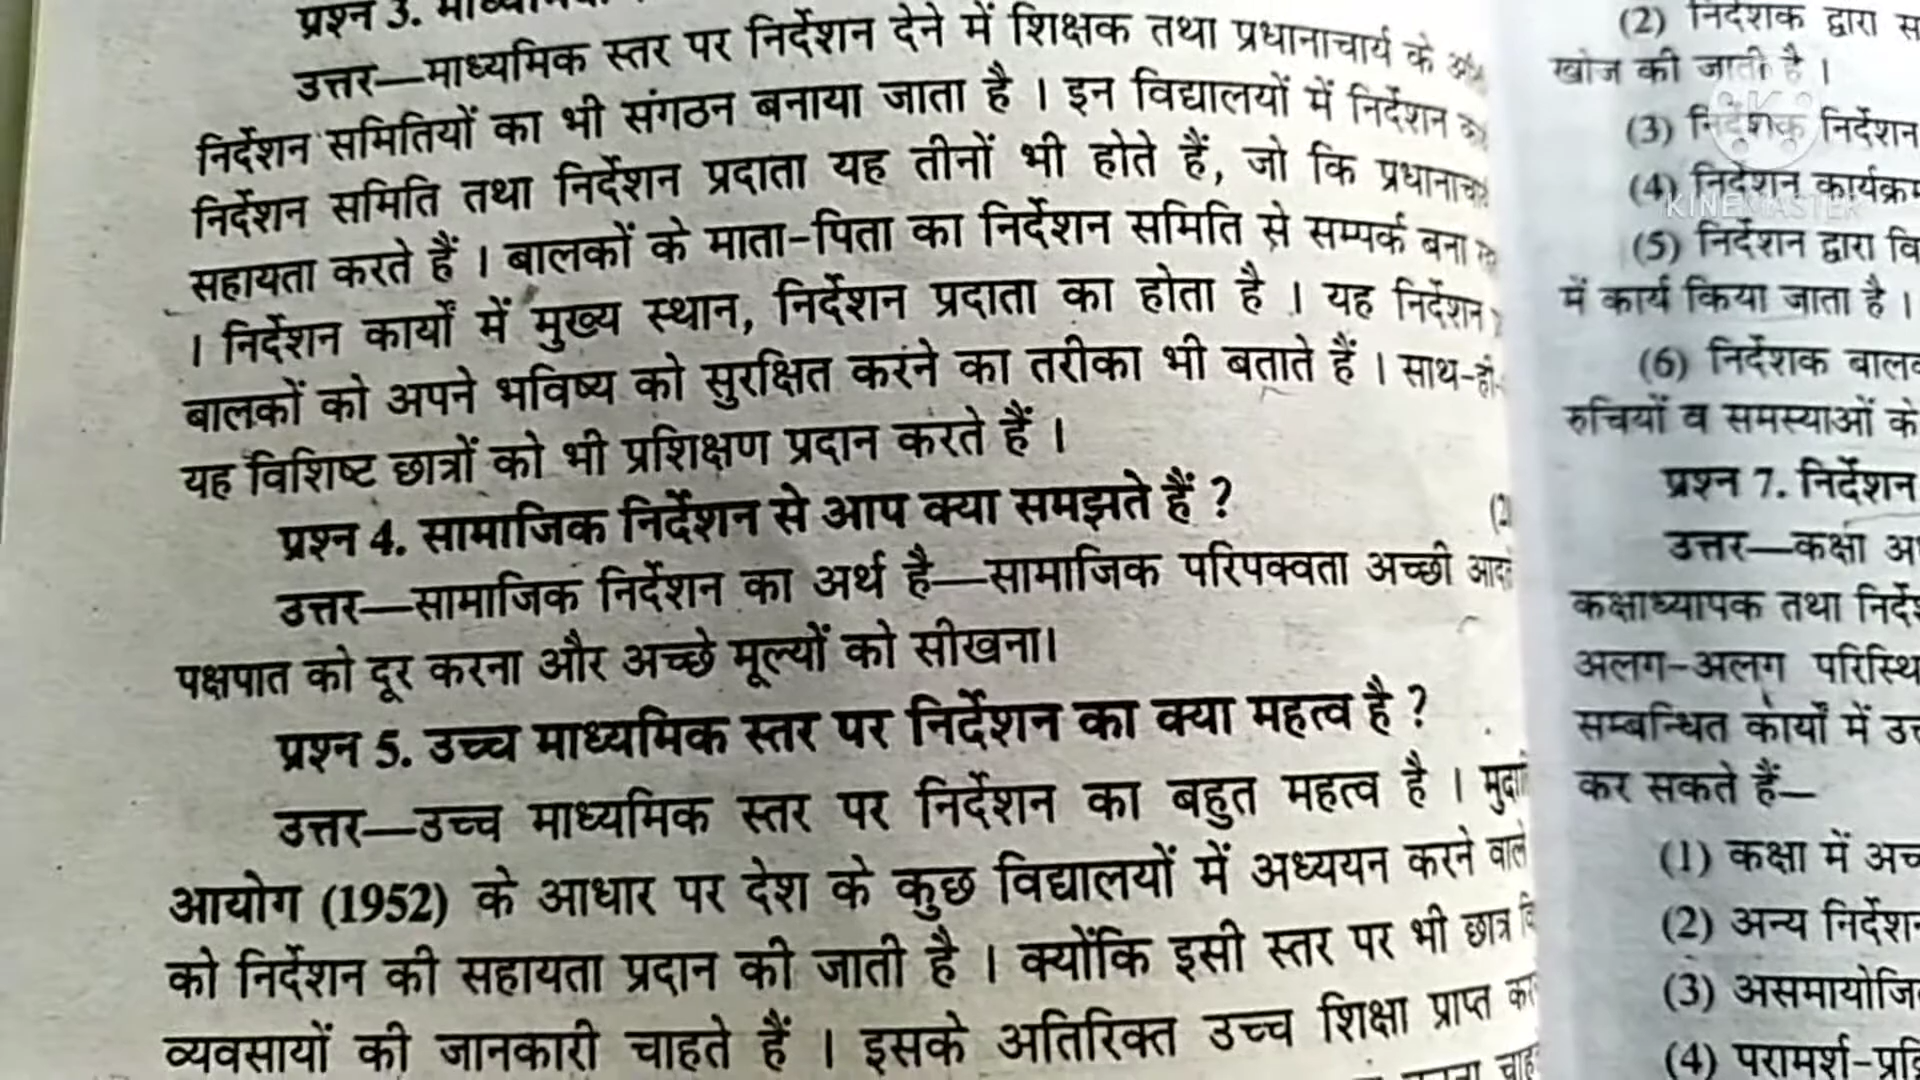 प्रश्न 3.
उत्तर—माध्यमिक स्तर पर निर्देशन देने में शिक्षक तथा प्रधानाचार्य के
निर्देशन समितियों का भी संगठन बनाया जाता है । इन विद्यालयों में निर्देशन
निर्देशन समिति तथा निर्देशन प्रदाता यह तीनों भी होते हैं, जो कि
सहायता करते हैं । बालकों के माता-पिता का निर्देशन समिति से सम्पर्क बना
। निर्देशन कार्यों में मुख्य स्थान, निर्देशन प्रदाता का होता है । यह निर्देशन
बालकों को अपने भविष्य को सुरक्षित करने का तरीका भी बताते हैं । साथ-ही-
यह विशिष्ट छात्रों को भी प्रशिक्षण प्रदान करते हैं ।
प्रश्न 4. सामाजिक निर्देशन से आप क्या समझते हैं ?
उत्तर—सामाजिक निर्देशन का अर्थ है—सामाजिक परिपक्वता अच्छी
पक्षपात को दूर करना और अच्छे मूल्यों को सीखना।
प्रश्न 5. उच्च माध्यमिक स्तर पर निर्देशन का क्या महत्व है ?
उत्तर—उच्च माध्यमिक स्तर पर निर्देशन का बहुत महत्व है ।
आयोग (1952) के आधार पर देश के कुछ विद्यालयों में अध्ययन करने वाले
को निर्देशन की सहायता प्रदान की जाती है । क्योंकि इसी स्तर पर भी छात्र
व्यवसायों की जानकारी चाहते हैं । इसके अतिरिक्त उच्च शिक्षा प्राप्त
(2) निर्देशक द्वारा
खोज की जाती है ।
(3) निर्देशक निर्देशन
(4) निर्देशन कार्यक्रम
KINEMASTER
(5) निर्देशन द्वारा
में कार्य किया जाता है ।
(6) निर्देशक
रुचियों व समस्याओं के
प्रश्न 7. निर्देशन
उत्तर—कक्षा
कक्षाध्यापक तथा
अलग-अलग
सम्बन्धित कार्यों में
कर सकते हैं—
(1) कक्षा में
(2) अन्य
(3)
(4)